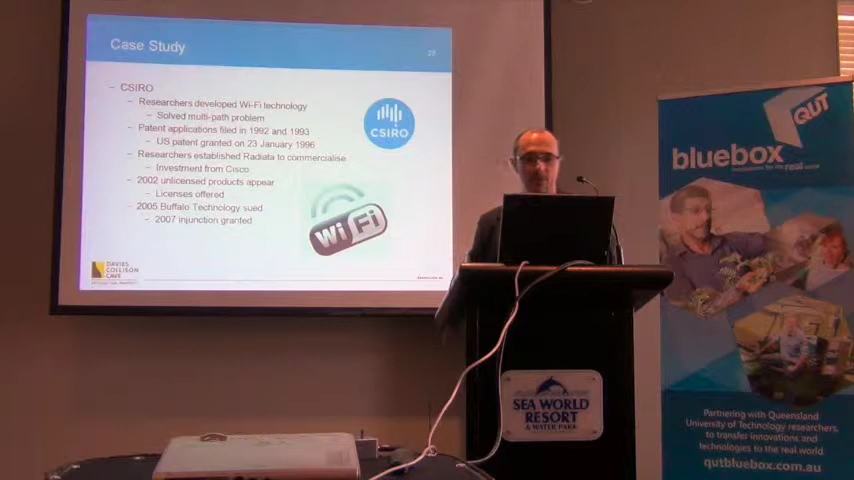 Case Study
– CSIRO
– Researchers developed Wi-Fi technology
– Solved multi-path problem
– Patent applications filed in 1992 and 1993
– US patent granted on 23 January 1996
– Researchers established Radiata to commercialise
– Investment from Cisco
– 2002 unlicensed products appear
– Licenses offered
– 2005 Buffalo Technology sued
– 2007 injunction granted
CSIRO
Wi Fi
DAVIES
COLLISON
CAVE
SEA WORLD
RESORT
& WATER PARK
QUT
bluebox
Partnering with Queensland
University of Technology researchers,
to transfer innovations and
technologies to the real world
qutbluebox.com.au